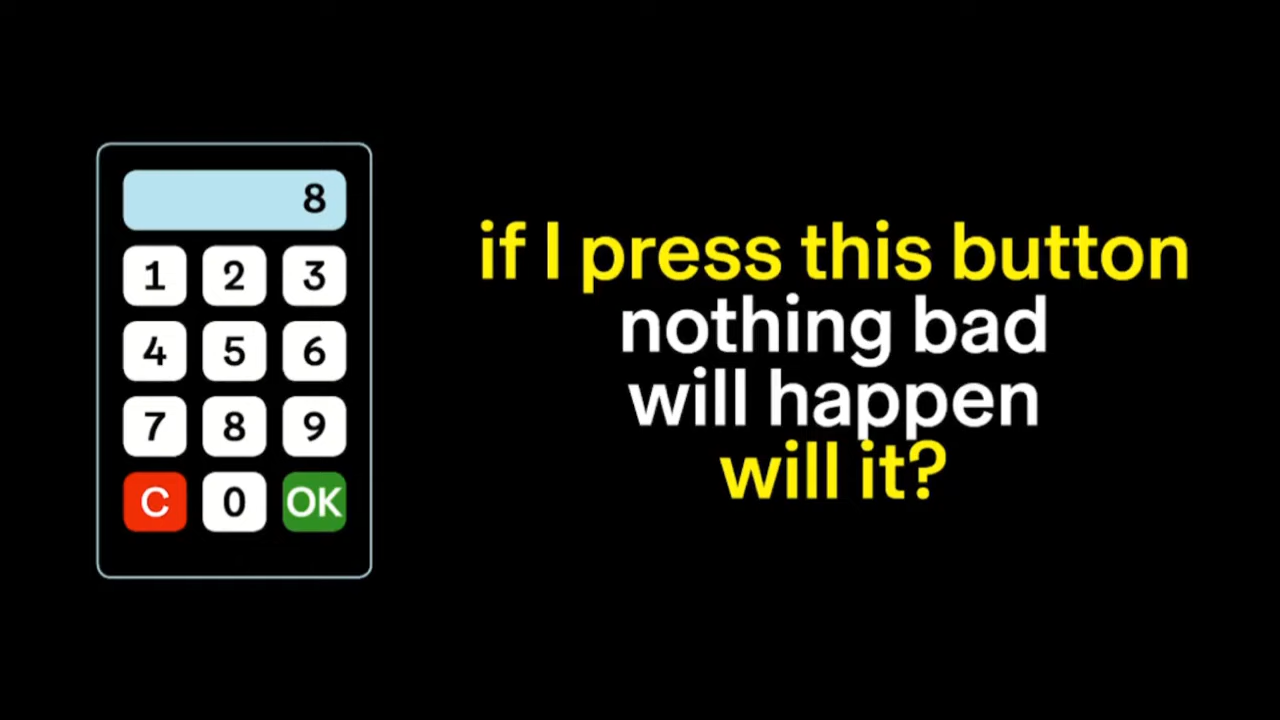 8
1 2 3
4 5 6
7 8 9
C 0 OK
if I press this button
nothing bad
will happen
will it?